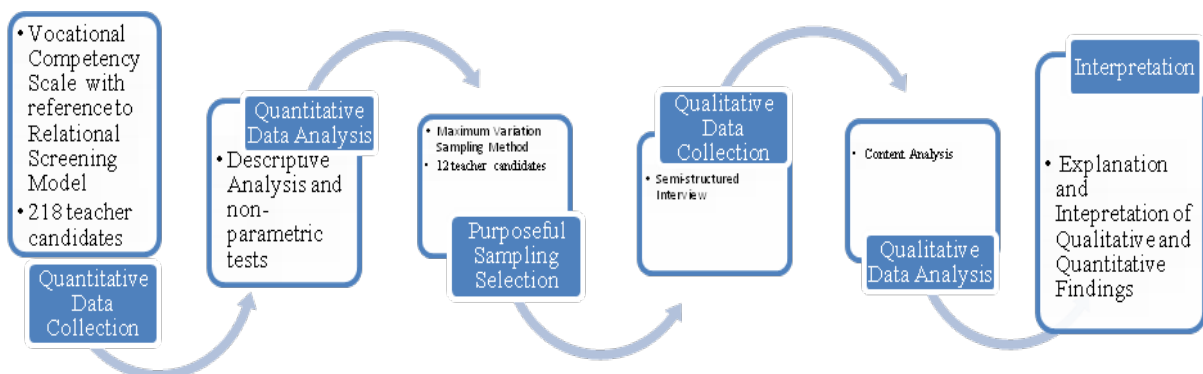 • Vocational
Competency
Scale with
reference to
Relational
Screening
Model
• 218 teacher
candidates
Quantitative
Data
Collection
Quantitative
Data Analysis
• Descriptive
Analysis and
non-
parametric
tests
• Maximum Variation
Sampling Method
• 12 teacher candidates
Purposeful
Sampling
Selection
Qualitative
Data
Collection
• Semi-structured
Interview
• Content Analysis
Qualitative
Data Analysis
Interpretation
• Explanation
and
Intepretation of
Qualitative and
Quantitative
Findings